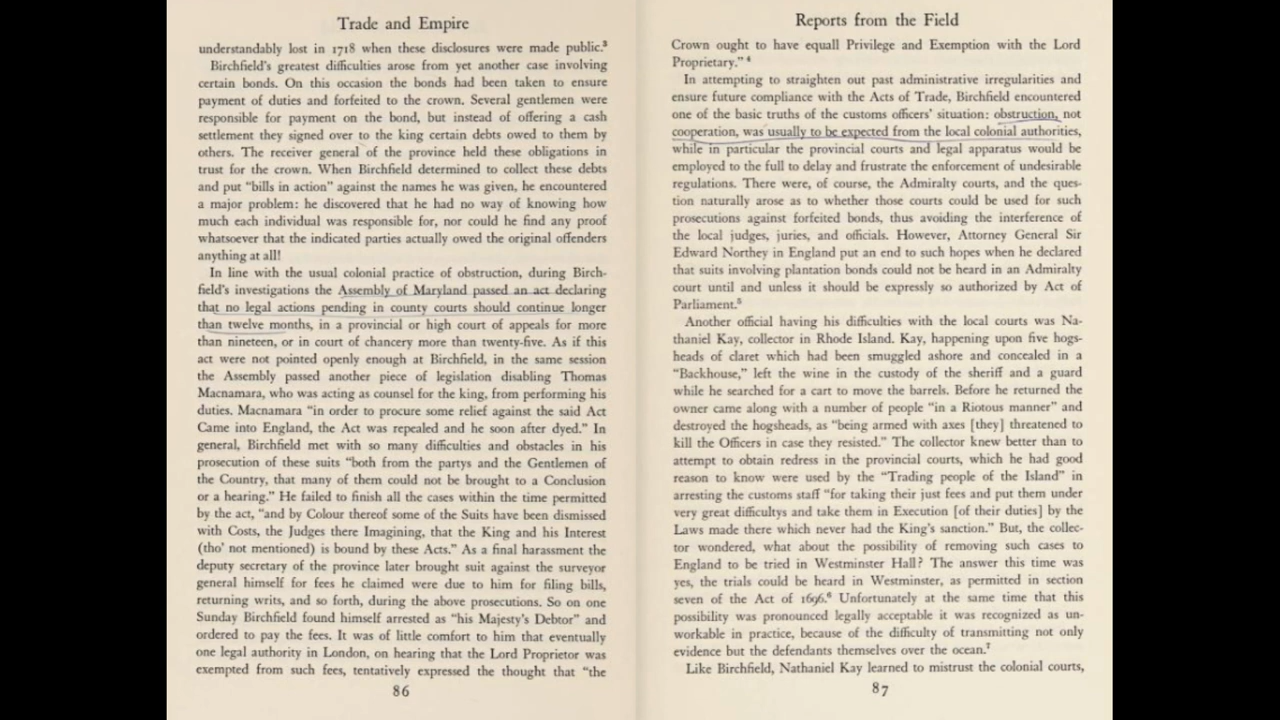 Trade and Empire
understandably lost in 1718 when these disclosures were made public.³
Birchfield's greatest difficulties arose from yet another case involving
certain bonds. On this occasion the bonds had been taken to ensure
payment of duties and forfeited to the crown. Several gentlemen were
responsible for payment on the bond, but instead of offering a cash
settlement they signed over to the king certain debts owed to them by
others. The receiver general of the province held these obligations in
trust for the crown. When Birchfield determined to collect these debts
and put "bills in action" against the names he was given, he encountered
a major problem: he discovered that he had no way of knowing how
much each individual was responsible for, nor could he find any proof
whatsoever that the indicated parties actually owed the original offenders
anything at all!
In line with the usual colonial practice of obstruction, during Birch-
field's investigations the Assembly of Maryland passed an act declaring
that no legal actions pending in county courts should continue longer
than twelve months, in a provincial or high court of appeals for more
than nineteen, or in court of chancery more than twenty-five. As if this
act were not pointed openly enough at Birchfield, in the same session
the Assembly passed another piece of legislation disabling Thomas
Macnamara, who was acting as counsel for the king, from performing his
duties. Macnamara "in order to procure some relief against the said Act
Came into England, the Act was repealed and he soon after dyed." In
general, Birchfield met with so many difficulties and obstacles in his
prosecution of these suits "both from the partys and the Gentlemen of
the Country, that many of them could not be brought to a Conclusion
or a hearing." He failed to finish all the cases within the time permitted
by the act, "and by Colour thereof some of the Suits have been dismissed
with Costs, the Judges there Imagining, that the King and his Interest
(tho' not mentioned) is bound by these Acts." As a final harassment the
deputy secretary of the province later brought suit against the surveyor
general himself for fees he claimed were due to him for filing bills,
returning writs, and so forth, during the above prosecutions. So on one
Sunday Birchfield found himself arrested as "his Majesty's Debtor" and
ordered to pay the fees. It was of little comfort to him that eventually
one legal authority in London, on hearing that the Lord Proprietor was
exempted from such fees, tentatively expressed the thought that "the
86
Reports from the Field
Crown ought to have equall Privilege and Exemption with the Lord
Proprietary." ⁴
In attempting to straighten out past administrative irregularities and
ensure future compliance with the Acts of Trade, Birchfield encountered
one of the basic truths of the customs officers' situation: obstruction, not
cooperation, was usually to be expected from the local colonial authorities,
while in particular the provincial courts and legal apparatus would be
employed to the full to delay and frustrate the enforcement of undesirable
regulations. There were, of course, the Admiralty courts, and the ques-
tion naturally arose as to whether those courts could be used for such
prosecutions against forfeited bonds, thus avoiding the interference of
the local judges, juries, and officials. However, Attorney General Sir
Edward Northey in England put an end to such hopes when he declared
that suits involving plantation bonds could not be heard in an Admiralty
court until and unless it should be expressly so authorized by Act of
Parliament.⁵
Another official having his difficulties with the local courts was Na-
thaniel Kay, collector in Rhode Island. Kay, happening upon five hogs-
heads of claret which had been smuggled ashore and concealed in a
"Backhouse," left the wine in the custody of the sheriff and a guard
while he searched for a cart to move the barrels. Before he returned the
owner came along with a number of people "in a Riotous manner" and
destroyed the hogsheads, as "being armed with axes [they] threatened to
kill the Officers in case they resisted." The collector knew better than to
attempt to obtain redress in the provincial courts, which he had good
reason to know were used by the "Trading people of the Island" in
arresting the customs staff "for taking their just fees and put them under
very great difficultys and take them in Execution [of their duties] by the
Laws made there which never had the King's sanction." But, the collec-
tor wondered, what about the possibility of removing such cases to
England to be tried in Westminster Hall? The answer this time was
yes, the trials could be heard in Westminster, as permitted in section
seven of the Act of 1696.⁶ Unfortunately at the same time that this
possibility was pronounced legally acceptable it was recognized as un-
workable in practice, because of the difficulty of transmitting not only
evidence but the defendants themselves over the ocean.⁷
Like Birchfield, Nathaniel Kay learned to mistrust the colonial courts,
87